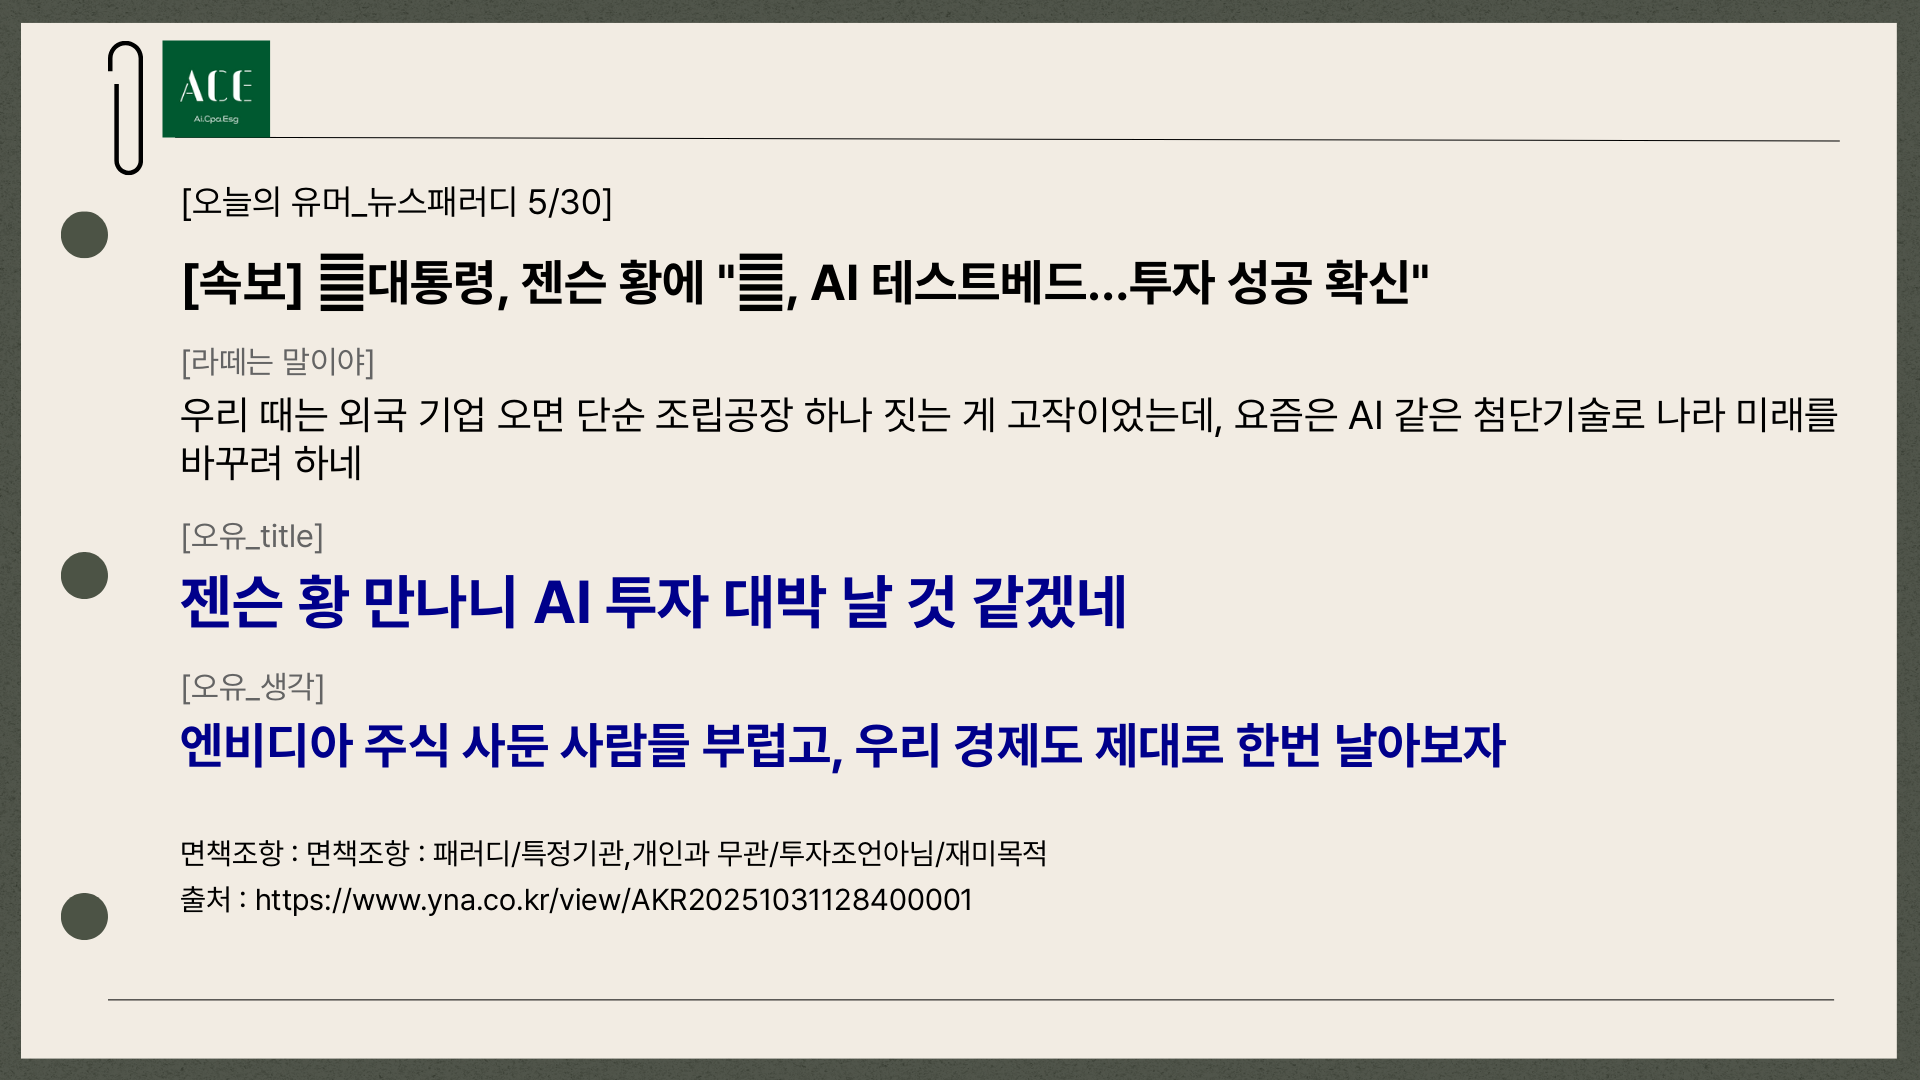 ACE
Ai.Cpa.Esg
[오늘의 유머_뉴스패러디 5/30]
[속보] 대통령, 젠슨 황에 ", AI 테스트베드...투자 성공 확신"
[라떼는 말이야]
우리 때는 외국 기업 오면 단순 조립공장 하나 짓는 게 고작이었는데, 요즘은 AI 같은 첨단기술로 나라 미래를
바꾸려 하네
[오유_title]
젠슨 황 만나니 AI 투자 대박 날 것 같겠네
[오유_생각]
엔비디아 주식 사둔 사람들 부럽고, 우리 경제도 제대로 한번 날아보자
면책조항 : 면책조항 : 패러디/특정기관,개인과 무관/투자조언아님/재미목적
출처 : https://www.yna.co.kr/view/AKR20251031128400001